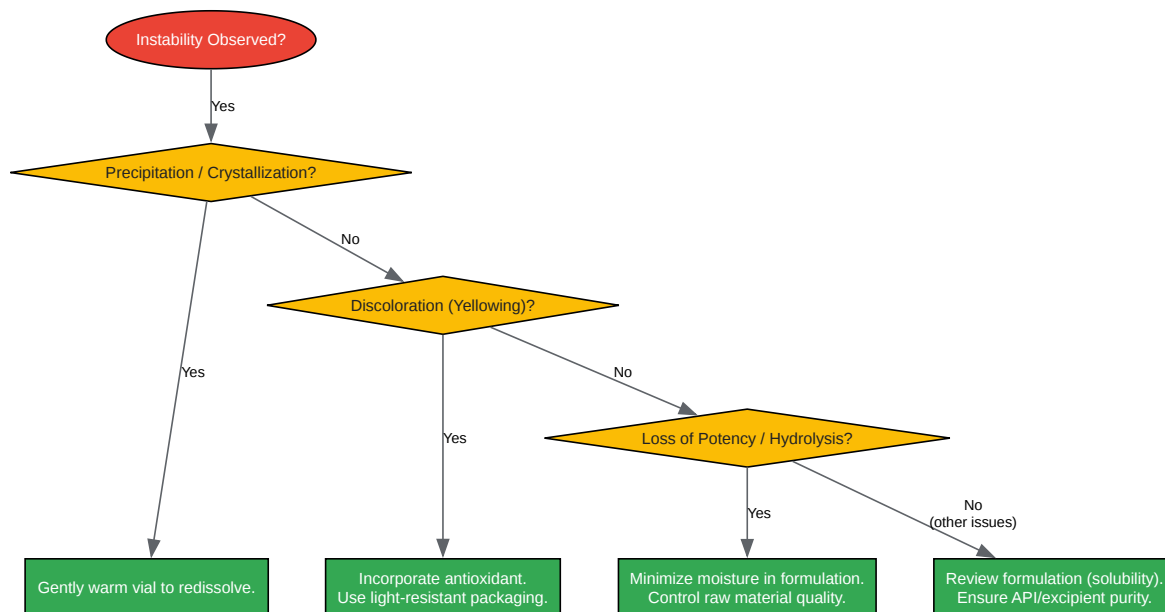 Instability Observed?
Yes
Precipitation / Crystallization?
No
Discoloration (Yellowing)?
Yes
No
Yes
Loss of Potency / Hydrolysis?
Yes
No
(other issues)
Gently warm vial to redissolve.
Incorporate antioxidant.
Use light-resistant packaging.
Minimize moisture in formulation.
Control raw material quality.
Review formulation (solubility).
Ensure API/excipient purity.